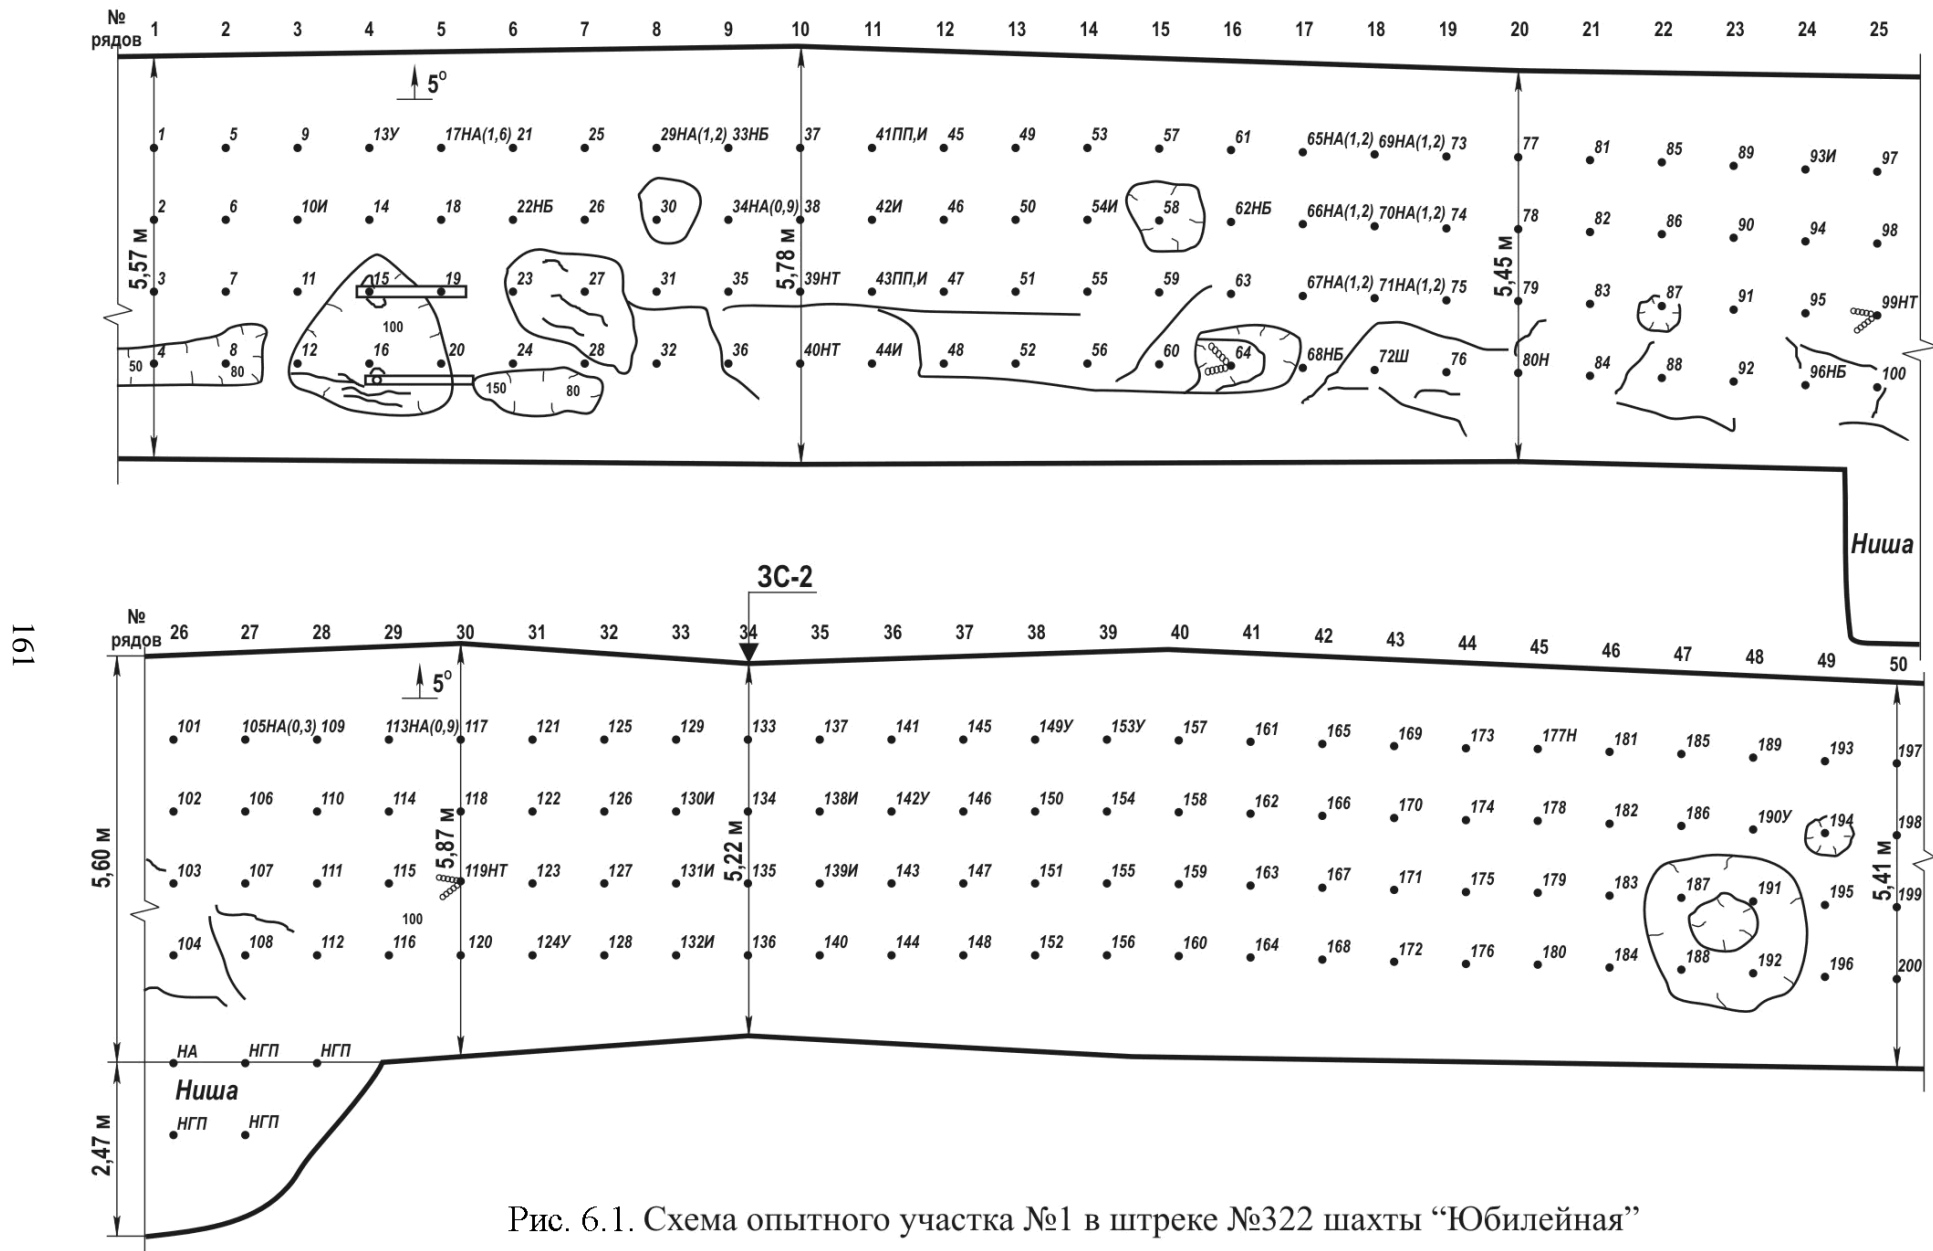 № рядов 1 2 3 4 5 6 7 8 9 10 11 12 13 14 15 16 17 18 19 20 21 22 23 24 25
5°
1 5 9 13У 17НА(1,6) 21 25 29НА(1,2) 33НБ 37 41ПП,И 45 49 53 57 61 65НА(1,2) 69НА(1,2) 73 77 81 85 89 93И 97
2 6 10И 14 18 22НБ 26 30 34НА(0,9) 38 42И 46 50 54И 58 62НБ 66НА(1,2) 70НА(1,2) 74 78 82 86 90 94 98
5,57 м 5,78 м 5,45 м
3 7 11 15 19 23 27 31 35 39НТ 43ПП,И 47 51 55 59 63 67НА(1,2) 71НА(1,2) 75 79 83 87 91 95 99НТ
100
4 8 12 16 20 24 28 32 36 40НТ 44И 48 52 56 60 64 68НБ 72Ш 76 80Н 84 88 92 96НБ 100
50 80 150 80
Ниша
ЗС-2
161
№ рядов 26 27 28 29 30 31 32 33 34 35 36 37 38 39 40 41 42 43 44 45 46 47 48 49 50
5°
101 105НА(0,3) 109 113НА(0,9) 117 121 125 129 133 137 141 145 149У 153У 157 161 165 169 173 177Н 181 185 189 193 197
102 106 110 114 118 122 126 130И 134 138И 142У 146 150 154 158 162 166 170 174 178 182 186 190У 194 198
5,60 м 5,87 м 5,22 м 5,41 м
103 107 111 115 119НТ 123 127 131И 135 139И 143 147 151 155 159 163 167 171 175 179 183 187 191 195 199
100
104 108 112 116 120 124У 128 132И 136 140 144 148 152 156 160 164 168 172 176 180 184 188 192 196 200
НА НГП НГП
Ниша
НГП НГП
2,47 м
Рис. 6.1. Схема опытного участка №1 в штреке №322 шахты “Юбилейная”